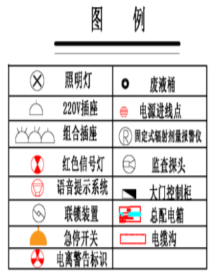 图 例
照明灯 废液桶
220V插座 电源进线点
组合插座 R 固定式辐射剂量报警仪
红色信号灯 监查探头
语音提示系统 大门控制柜
联锁装置 总配电箱
急停开关 电缆沟
电离警告标识